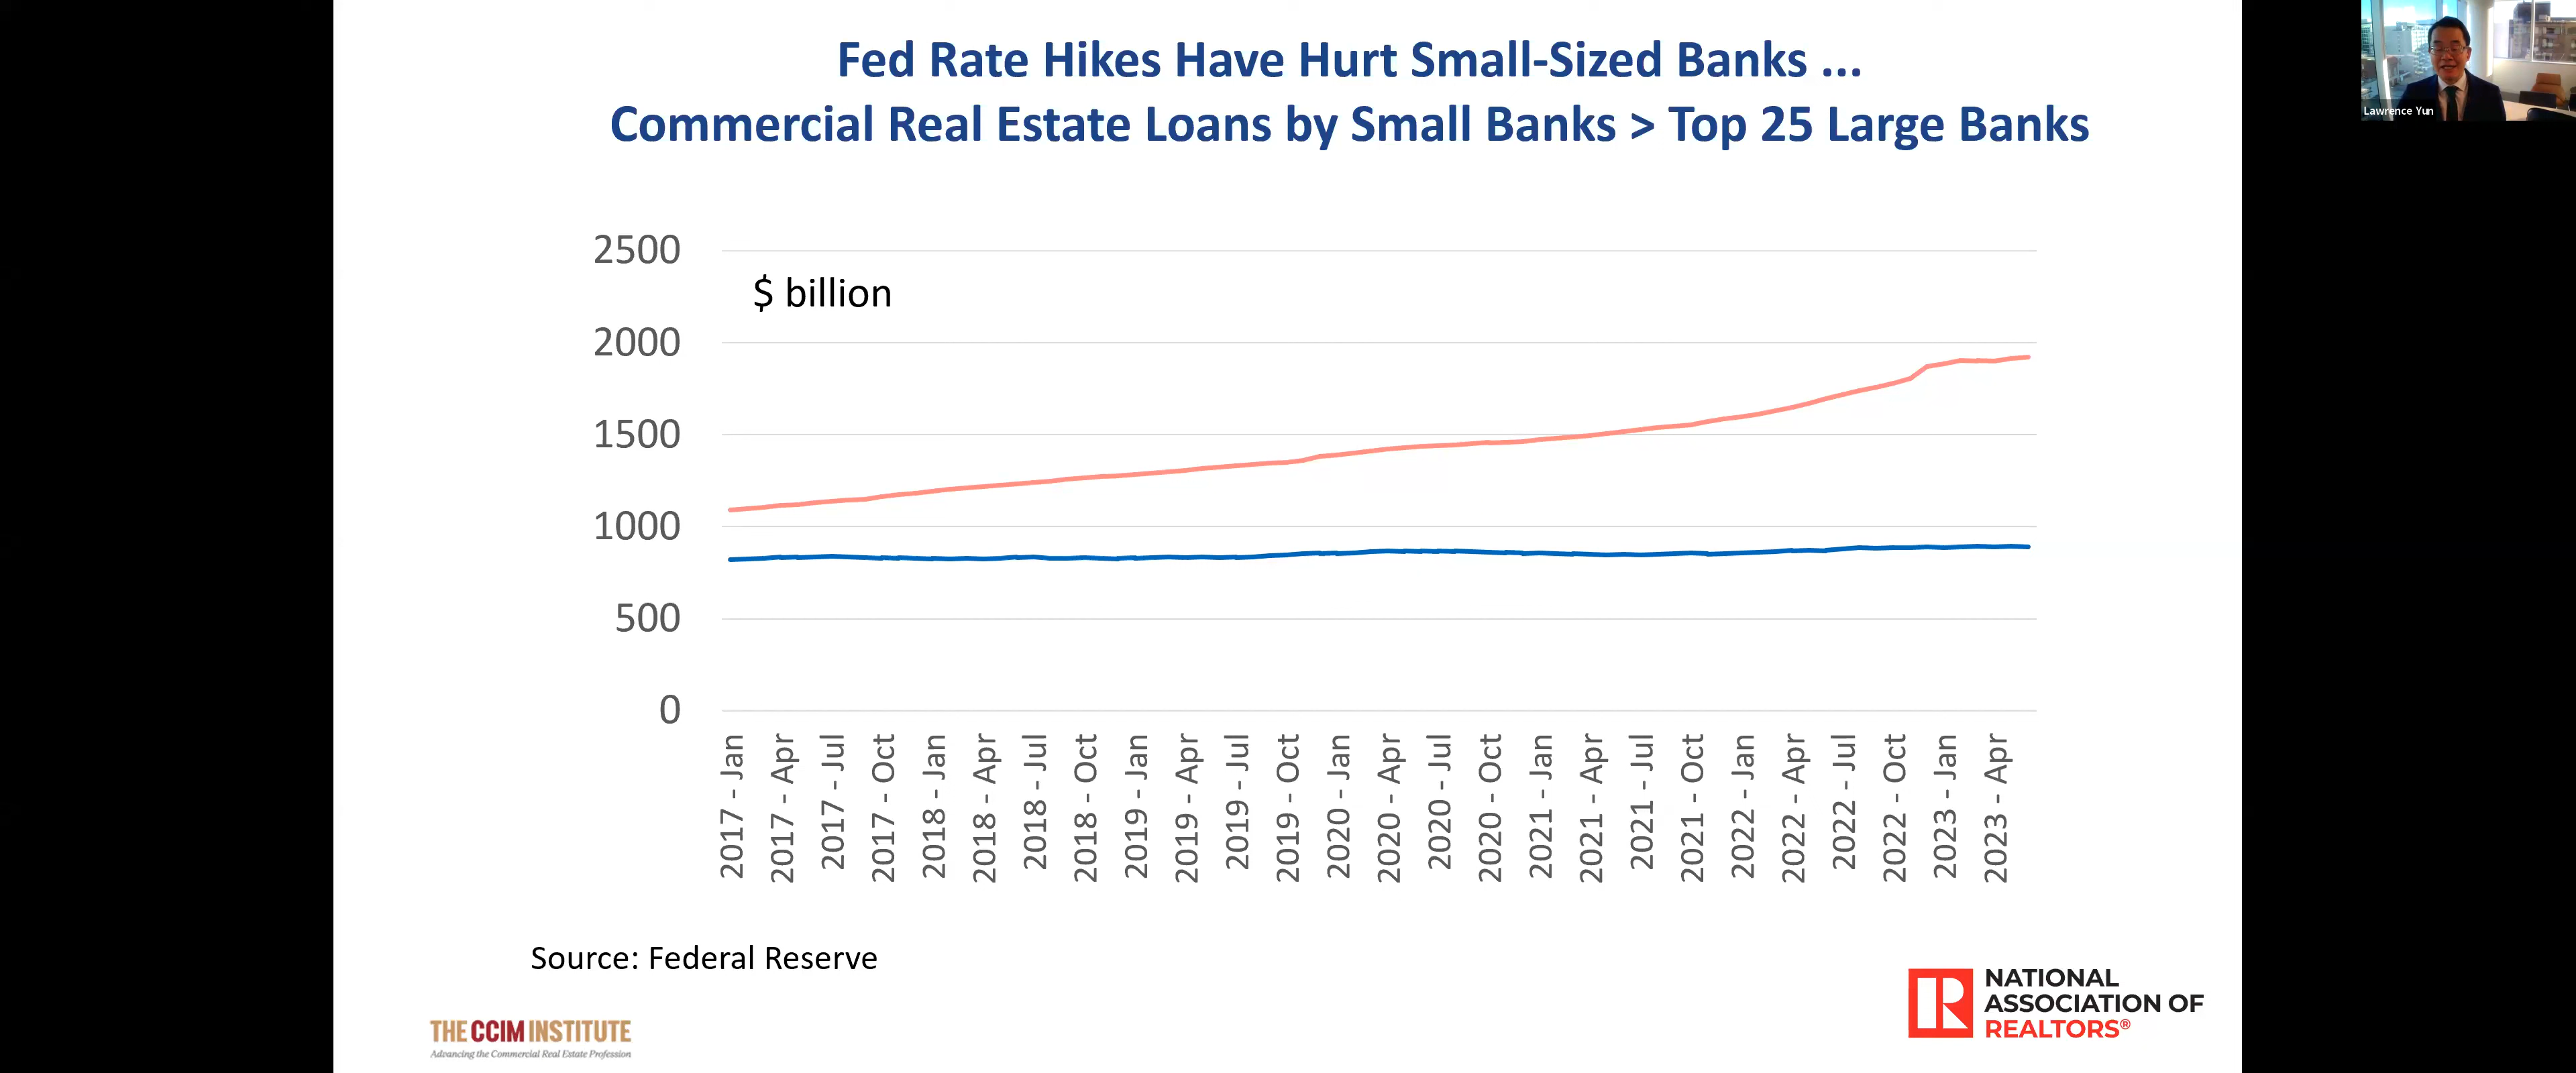 Fed Rate Hikes Have Hurt Small-Sized Banks ...
Commercial Real Estate Loans by Small Banks > Top 25 Large Banks
Lawrence Yun
2500
$ billion
2000
1500
1000
500
0
2017 - Jan
2017 - Apr
2017 - Jul
2017 - Oct
2018 - Jan
2018 - Apr
2018 - Jul
2018 - Oct
2019 - Jan
2019 - Apr
2019 - Jul
2019 - Oct
2020 - Jan
2020 - Apr
2020 - Jul
2020 - Oct
2021 - Jan
2021 - Apr
2021 - Jul
2021 - Oct
2022 - Jan
2022 - Apr
2022 - Jul
2022 - Oct
2023 - Jan
2023 - Apr
Source: Federal Reserve
THE CCIM INSTITUTE
Advancing the Commercial Real Estate Profession
R
NATIONAL
ASSOCIATION OF
REALTORS®